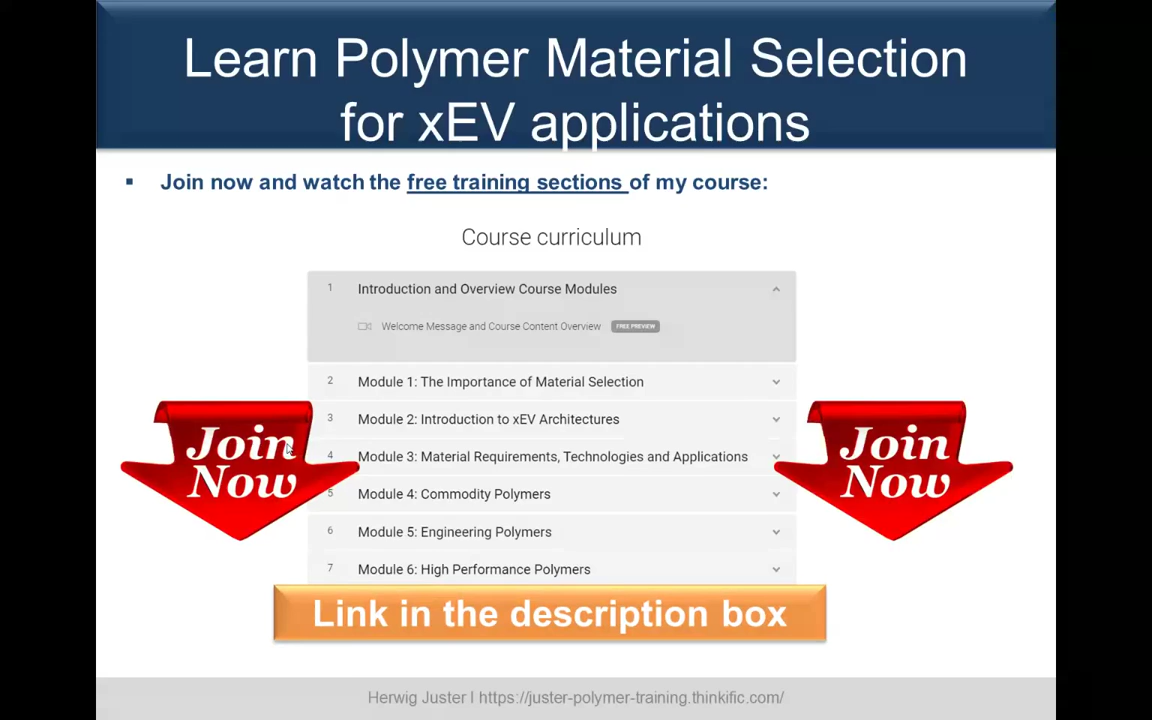 Learn Polymer Material Selection
for xEV applications
▪ Join now and watch the free training sections of my course:
Course curriculum
1 Introduction and Overview Course Modules
Welcome Message and Course Content Overview FREE PREVIEW
2 Module 1: The Importance of Material Selection
3 Module 2: Introduction to xEV Architectures
4 Module 3: Material Requirements, Technologies and Applications
5 Module 4: Commodity Polymers
6 Module 5: Engineering Polymers
7 Module 6: High Performance Polymers
Join
Now
Join
Now
Link in the description box
Herwig Juster I https://juster-polymer-training.thinkific.com/